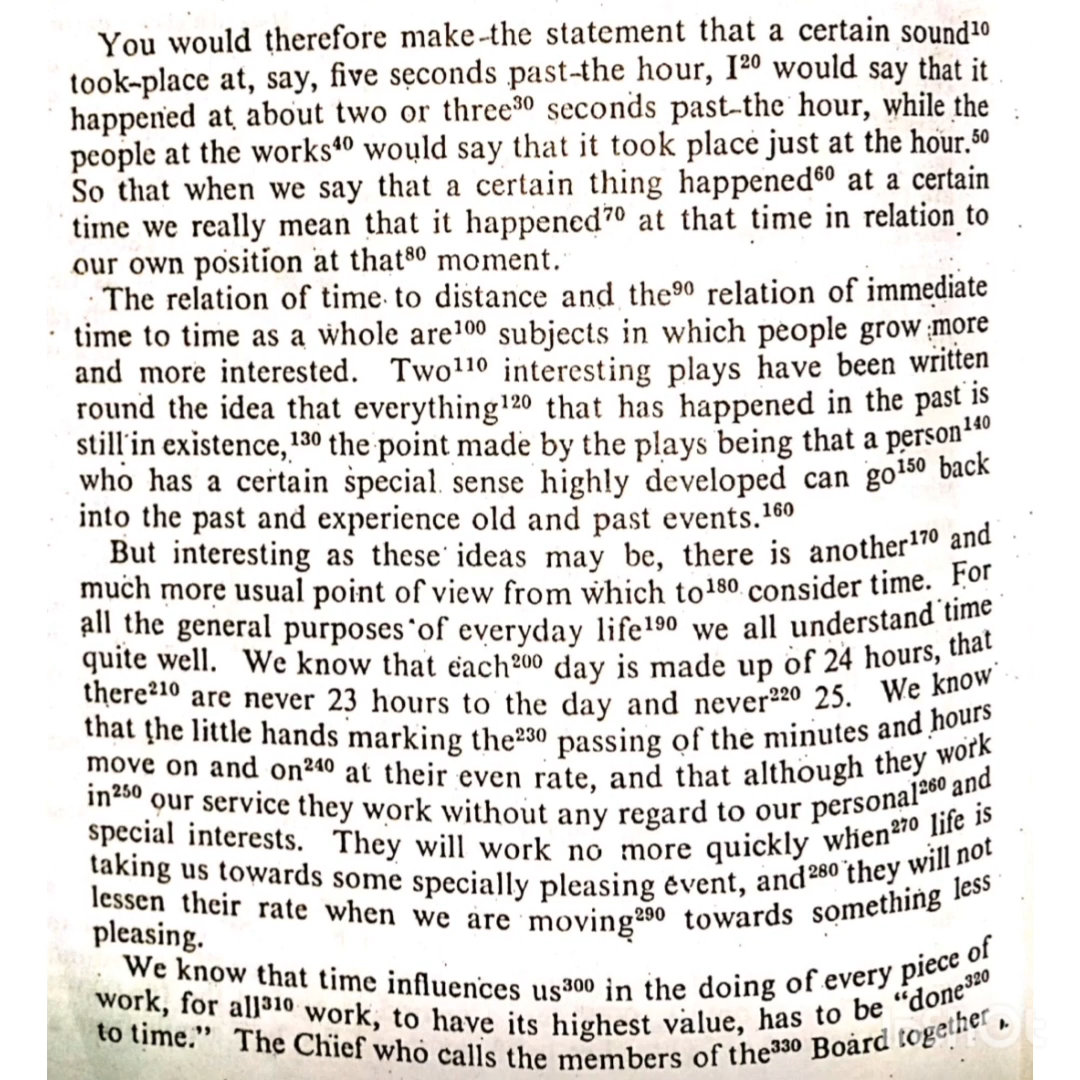 You would therefore make-the statement that a certain sound¹⁰
took-place at, say, five seconds past-the hour, I²⁰ would say that it
happened at about two or three³⁰ seconds past-the hour, while the
people at the works⁴⁰ would say that it took place just at the hour.⁵⁰
So that when we say that a certain thing happened⁶⁰ at a certain
time we really mean that it happened⁷⁰ at that time in relation to
our own position at that⁸⁰ moment.
The relation of time to distance and the⁹⁰ relation of immediate
time to time as a whole are¹⁰⁰ subjects in which people grow more
and more interested. Two¹¹⁰ interesting plays have been written
round the idea that everything¹²⁰ that has happened in the past is
still in existence,¹³⁰ the point made by the plays being that a person¹⁴⁰
who has a certain special sense highly developed can go¹⁵⁰ back
into the past and experience old and past events.¹⁶⁰
But interesting as these ideas may be, there is another¹⁷⁰ and
much more usual point of view from which to¹⁸⁰ consider time. For
all the general purposes of everyday life¹⁹⁰ we all understand time
quite well. We know that each²⁰⁰ day is made up of 24 hours, that
there²¹⁰ are never 23 hours to the day and never²²⁰ 25. We know
that the little hands marking the²³⁰ passing of the minutes and hours
move on and on²⁴⁰ at their even rate, and that although they work
in²⁵⁰ our service they work without any regard to our personal²⁶⁰ and
special interests. They will work no more quickly when²⁷⁰ life is
taking us towards some specially pleasing event, and²⁸⁰ they will not
lessen their rate when we are moving²⁹⁰ towards something less
pleasing.
We know that time influences us³⁰⁰ in the doing of every piece of
work, for all³¹⁰ work, to have its highest value, has to be “done³²⁰
to time.” The Chief who calls the members of the³³⁰ Board together